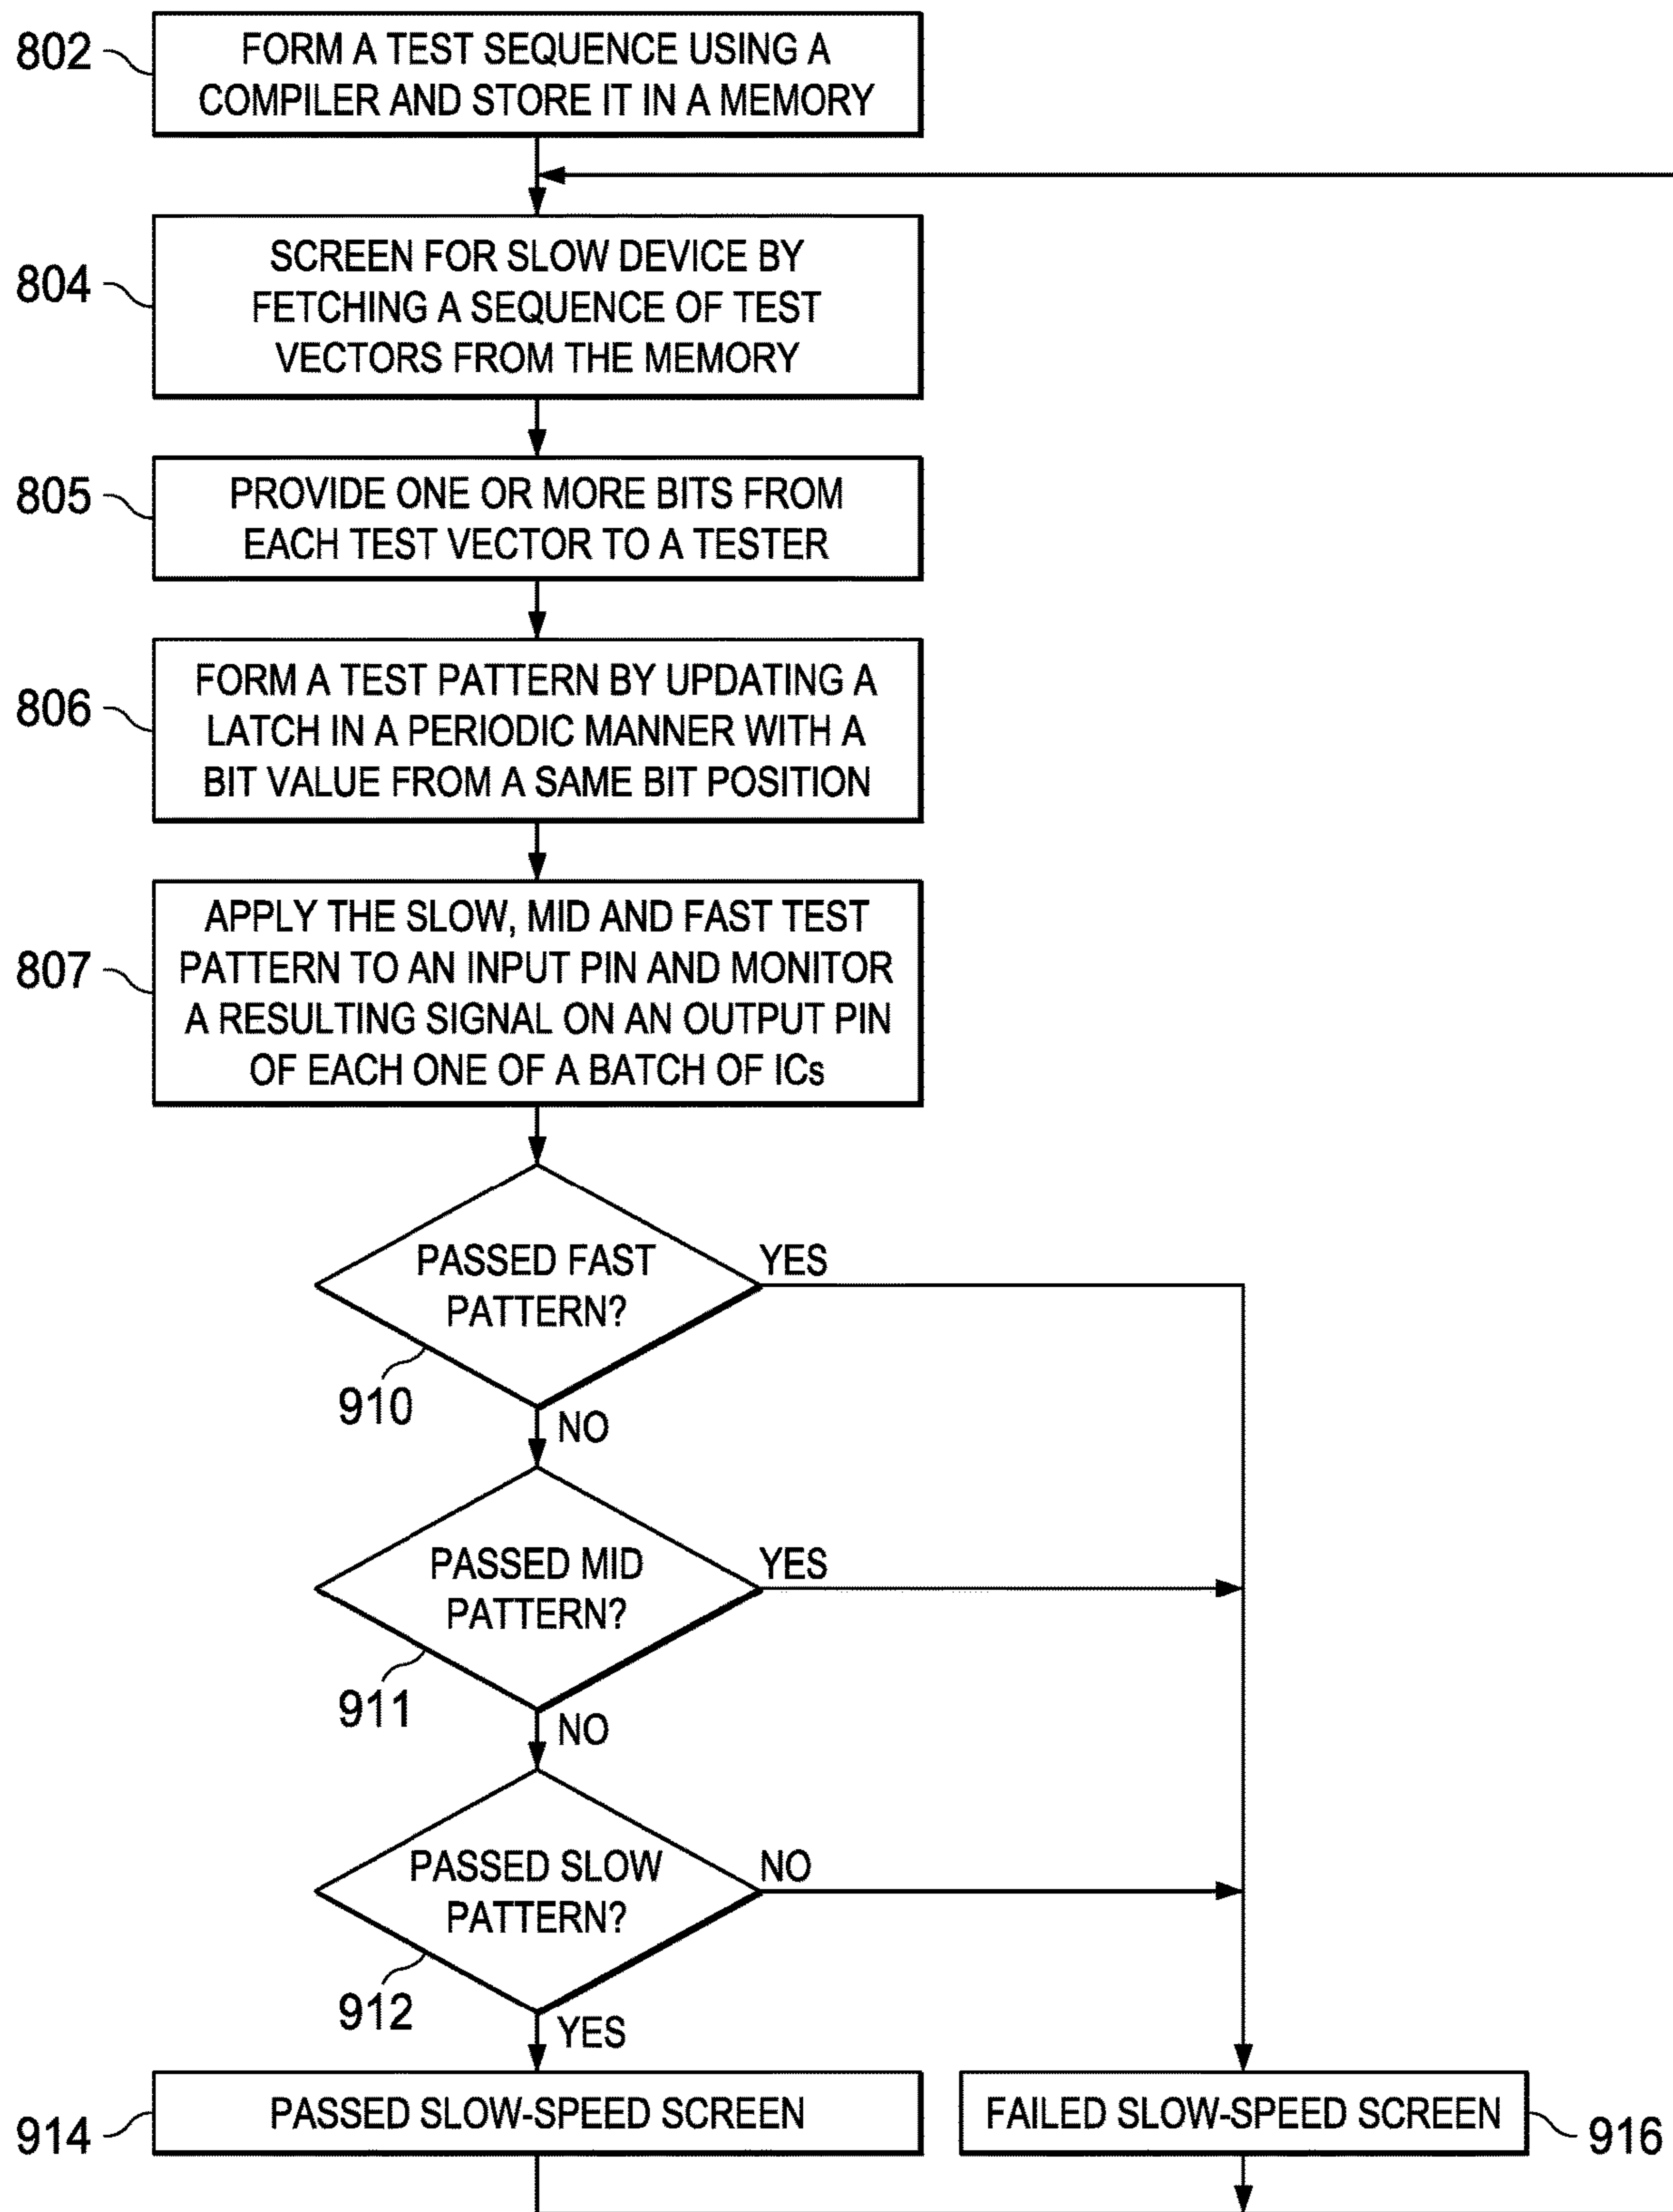 802
FORM A TEST SEQUENCE USING A
COMPILER AND STORE IT IN A MEMORY
804
SCREEN FOR SLOW DEVICE BY
FETCHING A SEQUENCE OF TEST
VECTORS FROM THE MEMORY
805
PROVIDE ONE OR MORE BITS FROM
EACH TEST VECTOR TO A TESTER
806
FORM A TEST PATTERN BY UPDATING A
LATCH IN A PERIODIC MANNER WITH A
BIT VALUE FROM A SAME BIT POSITION
807
APPLY THE SLOW, MID AND FAST TEST
PATTERN TO AN INPUT PIN AND MONITOR
A RESULTING SIGNAL ON AN OUTPUT PIN
OF EACH ONE OF A BATCH OF ICs
PASSED FAST
PATTERN?
YES
910
NO
PASSED MID
PATTERN?
YES
911
NO
PASSED SLOW
PATTERN?
NO
912
YES
914
PASSED SLOW-SPEED SCREEN
FAILED SLOW-SPEED SCREEN
916